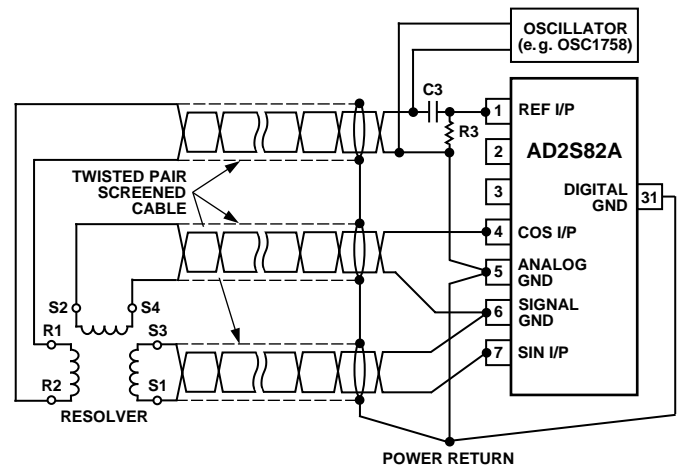 OSCILLATOR
(e.g. OSC1758)
C3
R3
1
REF I/P
2
AD2S82A
3
DIGITAL
GND
31
4
COS I/P
5
ANALOG
GND
6
SIGNAL
GND
7
SIN I/P
TWISTED PAIR
SCREENED
CABLE
S2
S4
R1
S3
R2
S1
RESOLVER
POWER RETURN